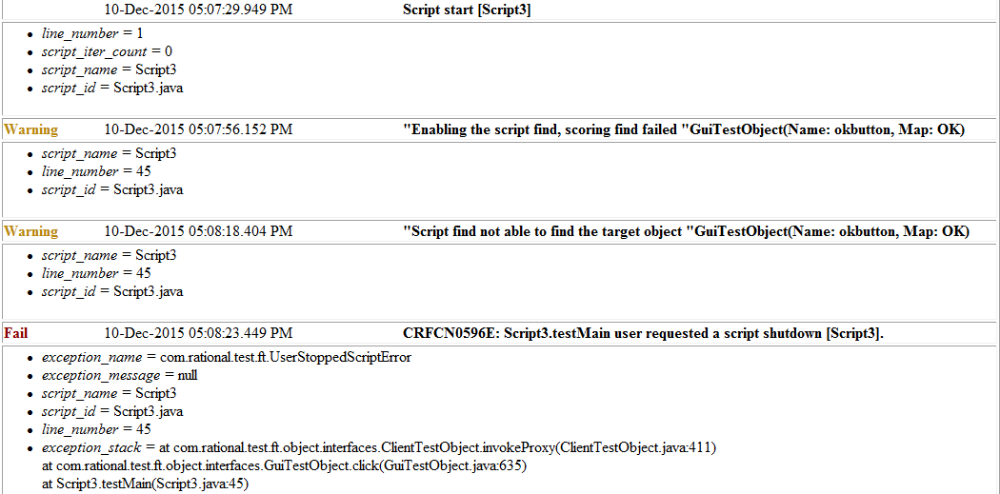 10-Dec-2015 05:07:29.949 PM Script start [Script3]
• line_number = 1
• script_iter_count = 0
• script_name = Script3
• script_id = Script3.java
Warning 10-Dec-2015 05:07:56.152 PM "Enabling the script find, scoring find failed "GuiTestObject(Name: okbutton, Map: OK)
• script_name = Script3
• line_number = 45
• script_id = Script3.java
Warning 10-Dec-2015 05:08:18.404 PM "Script find not able to find the target object "GuiTestObject(Name: okbutton, Map: OK)
• script_name = Script3
• line_number = 45
• script_id = Script3.java
Fail 10-Dec-2015 05:08:23.449 PM CRFCN0596E: Script3.testMain user requested a script shutdown [Script3].
• exception_name = com.rational.test.ft.UserStoppedScriptError
• exception_message = null
• script_name = Script3
• script_id = Script3.java
• line_number = 45
• exception_stack = at com.rational.test.ft.object.interfaces.ClientTestObject.invokeProxy(ClientTestObject.java:411)
at com.rational.test.ft.object.interfaces.GuiTestObject.click(GuiTestObject.java:635)
at Script3.testMain(Script3.java:45)